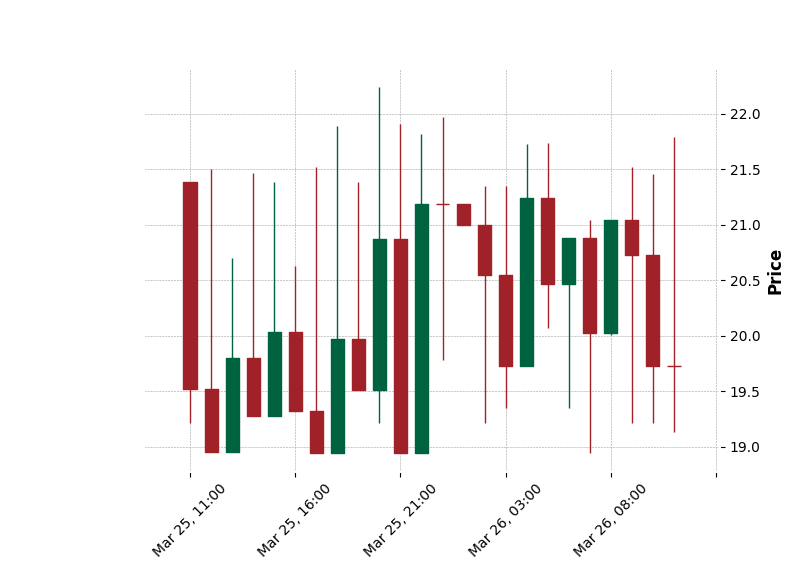 22.0
21.5
21.0
20.5
20.0
19.5
19.0
Price
Mar 25, 11:00
Mar 25, 16:00
Mar 25, 21:00
Mar 26, 03:00
Mar 26, 08:00